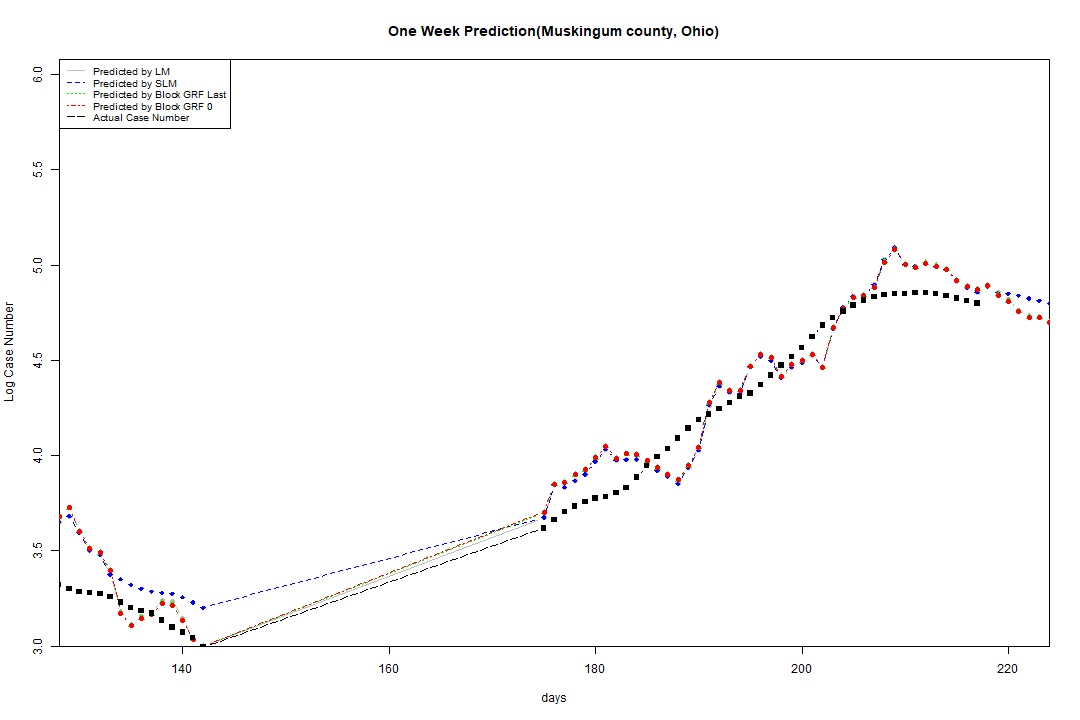 One Week Prediction(Muskingum county, Ohio)
Predicted by LM
Predicted by SLM
Predicted by Block GRF Last
Predicted by Block GRF 0
Actual Case Number
Log Case Number
6.0
5.5
5.0
4.5
4.0
3.5
3.0
140 160 180 200 220
days